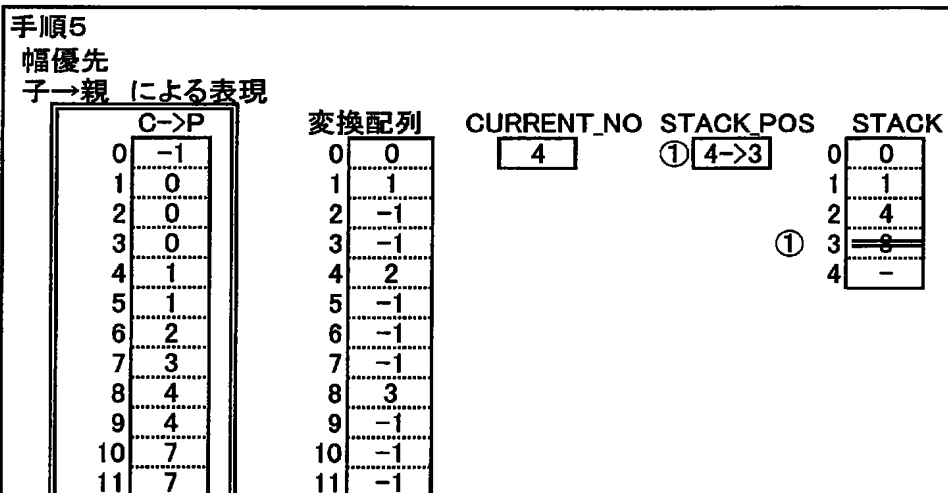 手順5
幅優先
子→親 による表現
C->P 変換配列 CURRENT_NO STACK_POS STACK
0 -1 0 0 4 ① 4->3 0 0
1 0 1 1 1 1
2 0 2 -1 2 4
3 0 3 -1 ① 3 8
4 1 4 2 4 -
5 1 5 -1
6 2 6 -1
7 3 7 -1
8 4 8 3
9 4 9 -1
10 7 10 -1
11 7 11 -1